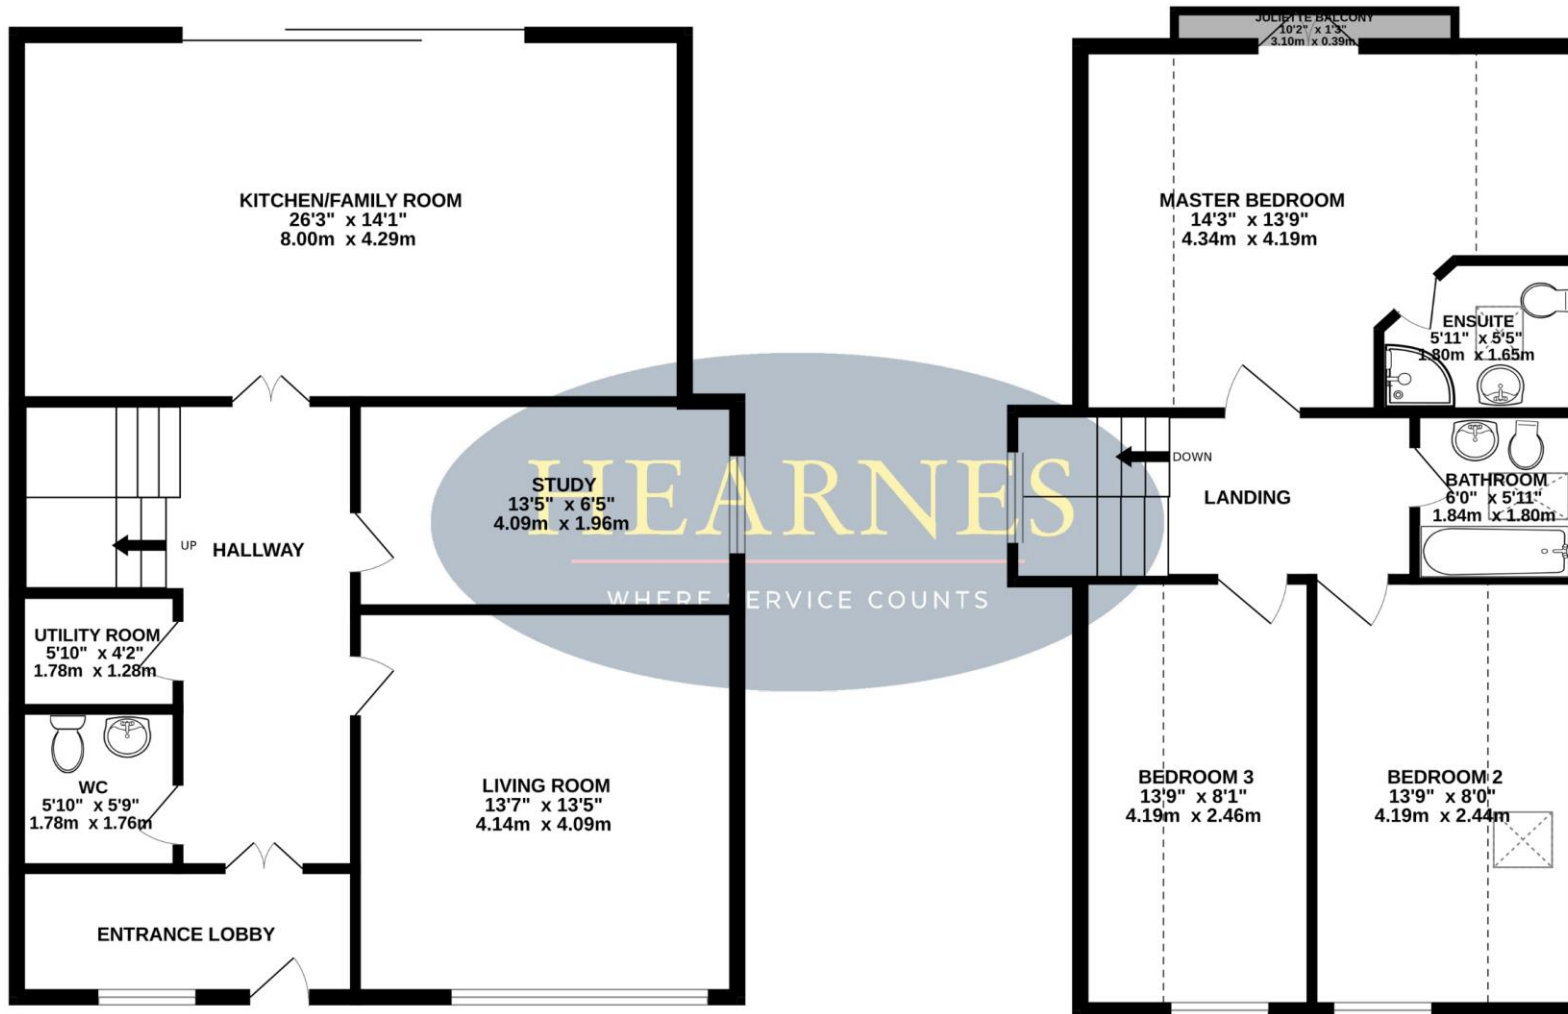 KITCHEN/FAMILY ROOM
26'3" x 14'1"
8.00m x 4.29m
STUDY
13'5" x 6'5"
4.09m x 1.96m
UP
HALLWAY
UTILITY ROOM
5'10" x 4'2"
1.78m x 1.28m
WC
5'10" x 5'9"
1.78m x 1.76m
LIVING ROOM
13'7" x 13'5"
4.14m x 4.09m
ENTRANCE LOBBY
HEARNES
WHERE SERVICE COUNTS
JULIETTE BALCONY
10'2" x 1'3"
3.10m x 0.39m
MASTER BEDROOM
14'3" x 13'9"
4.34m x 4.19m
ENSUITE
5'11" x 5'5"
1.80m x 1.65m
DOWN
LANDING
BATHROOM
6'0" x 5'11"
1.84m x 1.80m
BEDROOM 3
13'9" x 8'1"
4.19m x 2.46m
BEDROOM 2
13'9" x 8'0"
4.19m x 2.44m